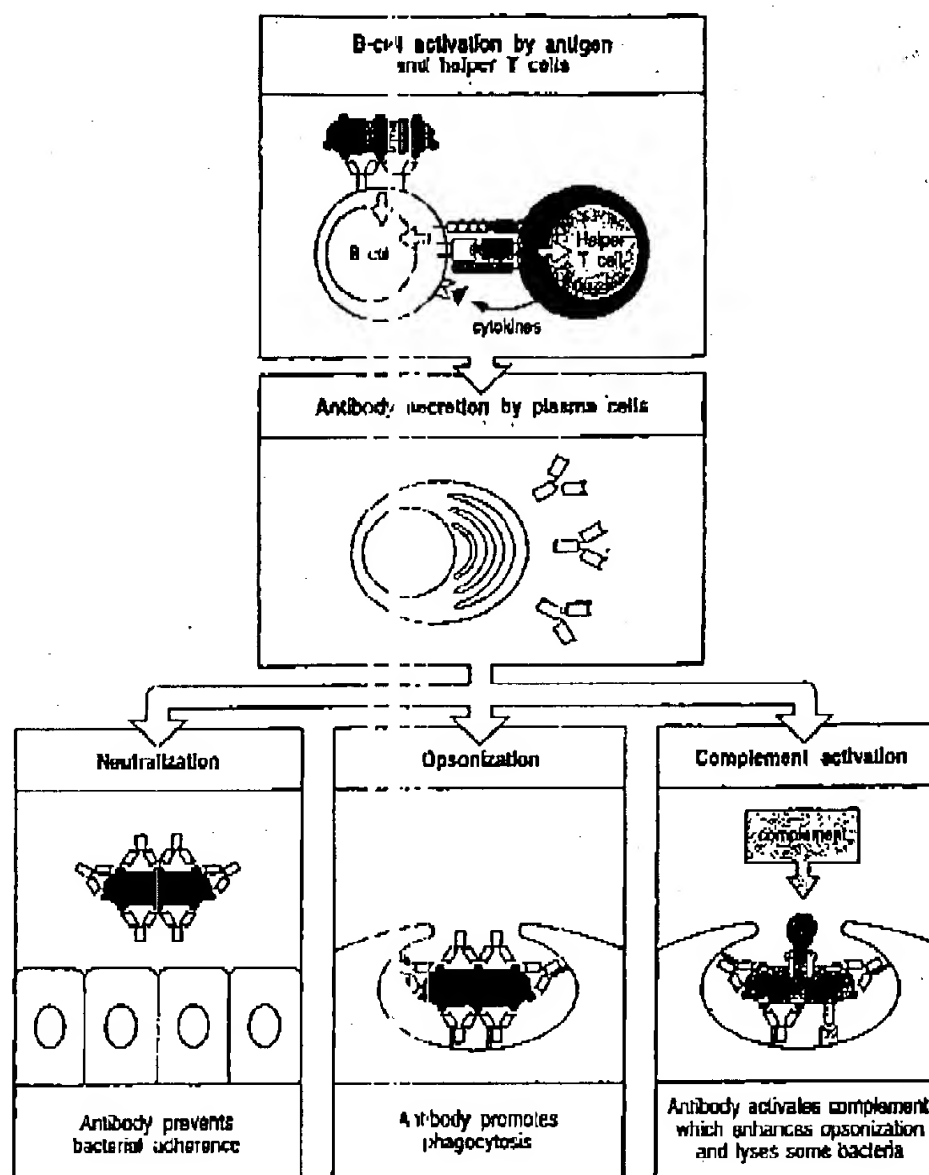 B-cell activation by antigen
and helper T cells
B cell
Helper
T cell
cytokines
Antibody secretion by plasma cells
Neutralization
Opsonization
Complement activation
complement
Antibody prevents
bacterial adherence
Antibody promotes
phagocytosis
Antibody activates complement,
which enhances opsonization
and lyses some bacteria